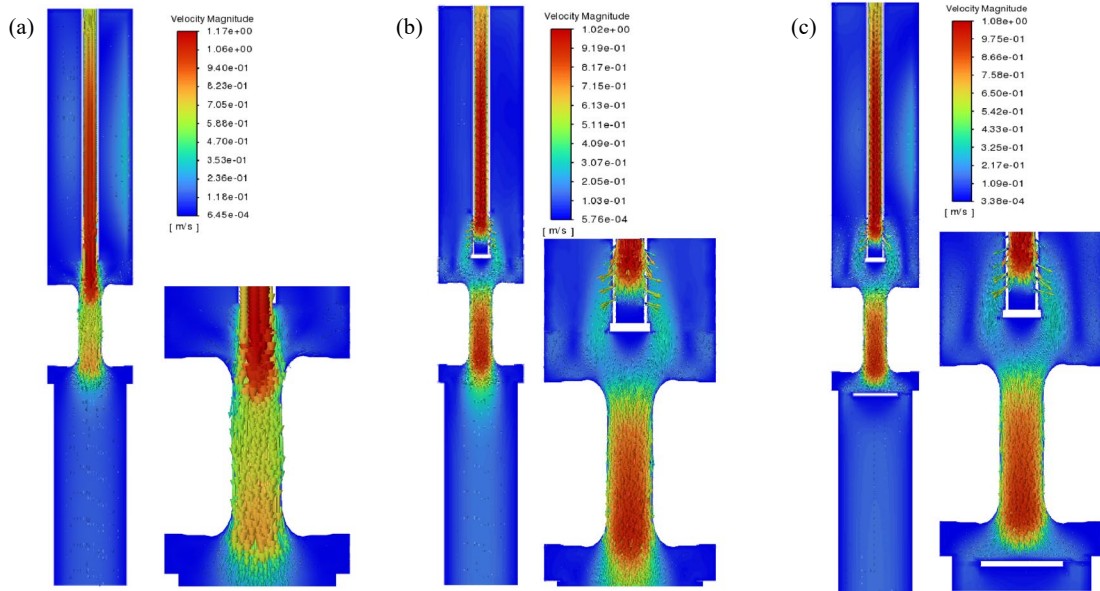 (a)
Velocity Magnitude
1.17e+00
1.06e+00
9.40e-01
8.23e-01
7.05e-01
5.88e-01
4.70e-01
3.53e-01
2.36e-01
1.18e-01
6.45e-04
[ m/s ]
(b)
Velocity Magnitude
1.02e+00
9.19e-01
8.17e-01
7.15e-01
6.13e-01
5.11e-01
4.09e-01
3.07e-01
2.05e-01
1.03e-01
5.76e-04
[ m/s ]
(c)
Velocity Magnitude
1.08e+00
9.75e-01
8.66e-01
7.58e-01
6.50e-01
5.42e-01
4.33e-01
3.25e-01
2.17e-01
1.09e-01
3.38e-04
[ m/s ]